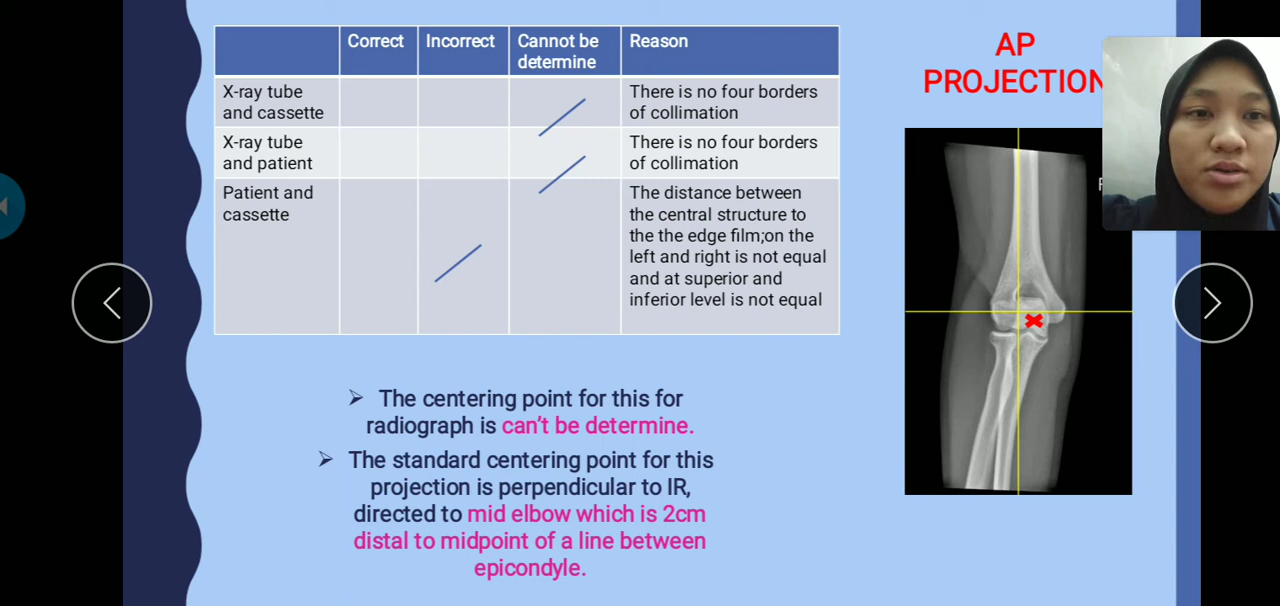 Correct
Incorrect
Cannot be
determine
Reason
X-ray tube
and cassette
There is no four borders
of collimation
X-ray tube
and patient
There is no four borders
of collimation
Patient and
cassette
The distance between
the central structure to
the the edge film;on the
left and right is not equal
and at superior and
inferior level is not equal
➢ The centering point for this for
radiograph is can’t be determine.
➢ The standard centering point for this
projection is perpendicular to IR,
directed to mid elbow which is 2cm
distal to midpoint of a line between
epicondyle.
AP
PROJECTION